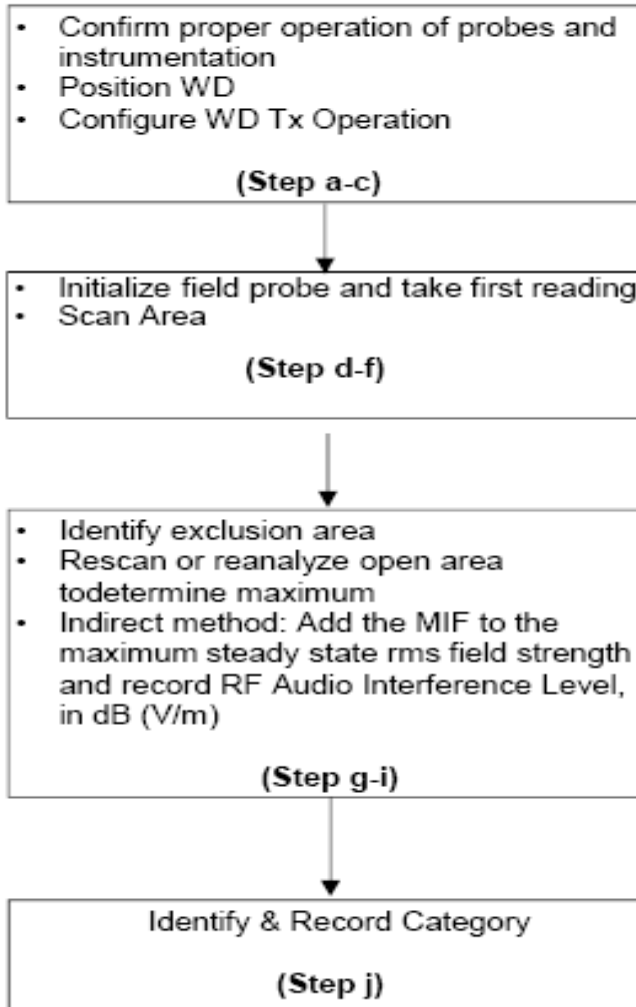 • Confirm proper operation of probes and
instrumentation
• Position WD
• Configure WD Tx Operation
(Step a-c)
• Initialize field probe and take first reading
• Scan Area
(Step d-f)
• Identify exclusion area
• Rescan or reanalyze open area
todetermine maximum
• Indirect method: Add the MIF to the
maximum steady state rms field strength
and record RF Audio Interference Level,
in dB (V/m)
(Step g-i)
Identify & Record Category
(Step j)